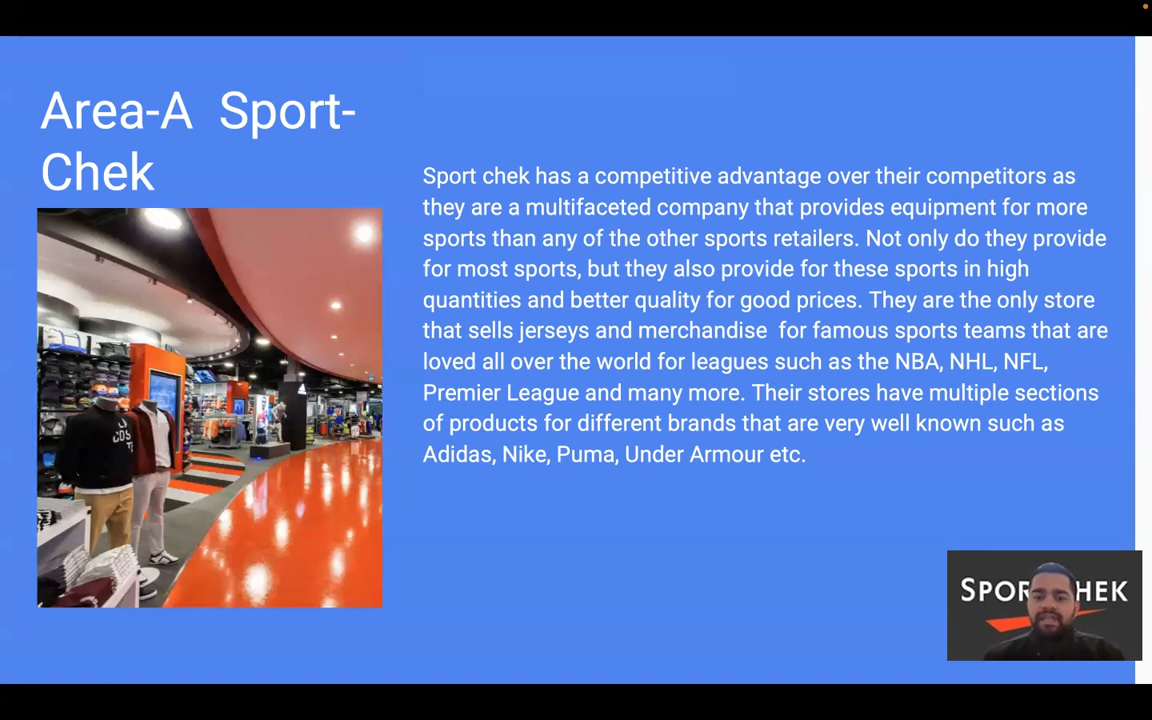 Area-A  Sport-
Chek
Sport chek has a competitive advantage over their competitors as
they are a multifaceted company that provides equipment for more
sports than any of the other sports retailers. Not only do they provide
for most sports, but they also provide for these sports in high
quantities and better quality for good prices. They are the only store
that sells jerseys and merchandise  for famous sports teams that are
loved all over the world for leagues such as the NBA, NHL, NFL,
Premier League and many more. Their stores have multiple sections
of products for different brands that are very well known such as
Adidas, Nike, Puma, Under Armour etc.